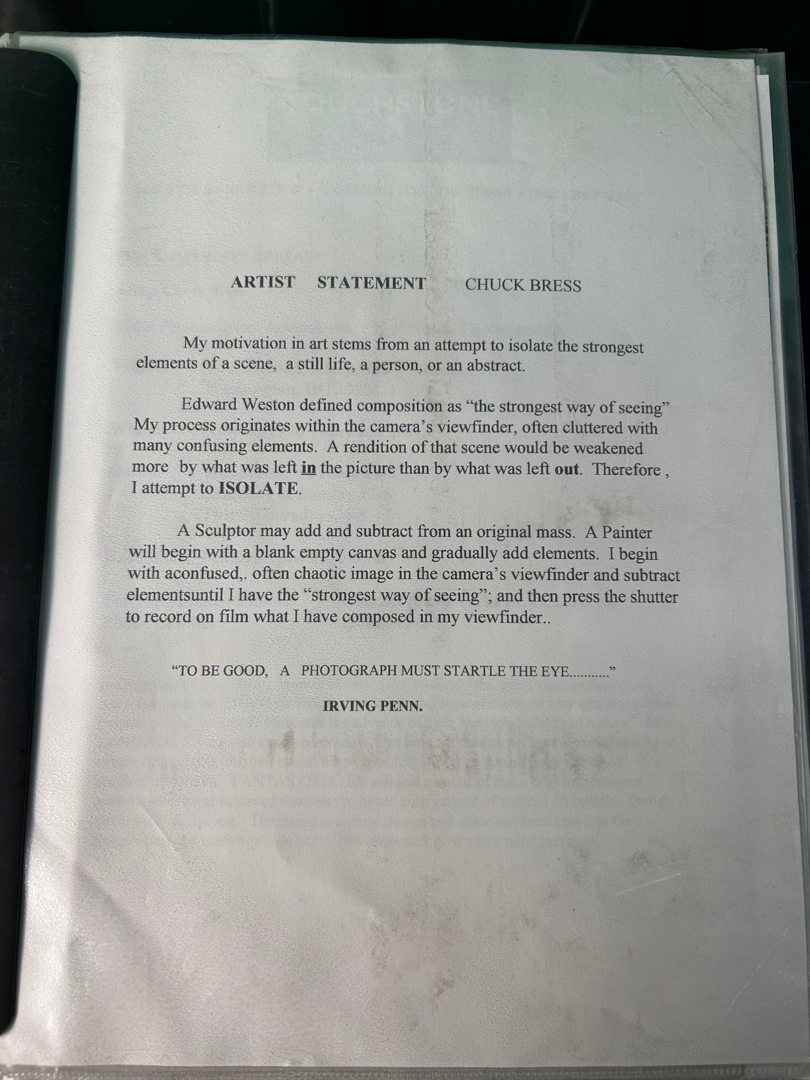 ARTIST STATEMENT CHUCK BRESS
My motivation in art stems from an attempt to isolate the strongest
elements of a scene, a still life, a person, or an abstract.
Edward Weston defined composition as “the strongest way of seeing”
My process originates within the camera’s viewfinder, often cluttered with
many confusing elements. A rendition of that scene would be weakened
more by what was left in the picture than by what was left out. Therefore ,
I attempt to ISOLATE.
A Sculptor may add and subtract from an original mass. A Painter
will begin with a blank empty canvas and gradually add elements. I begin
with aconfused,. often chaotic image in the camera’s viewfinder and subtract
elementsuntil I have the “strongest way of seeing”; and then press the shutter
to record on film what I have composed in my viewfinder..
“TO BE GOOD, A PHOTOGRAPH MUST STARTLE THE EYE..........”
IRVING PENN.